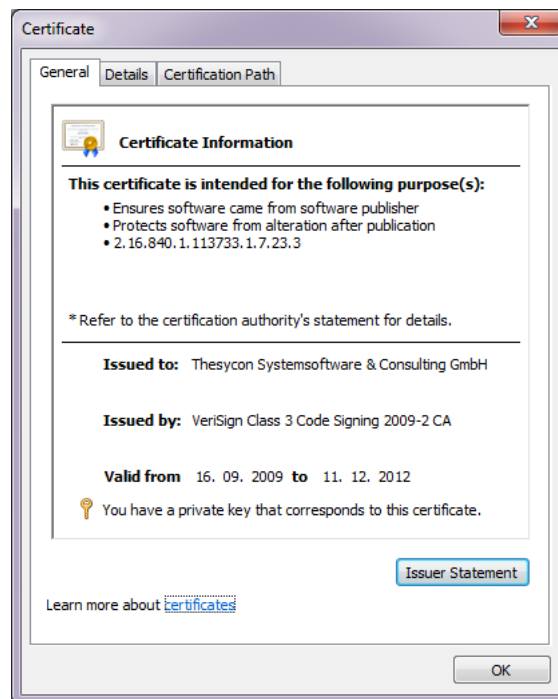 Certificate
General
Details
Certification Path
Certificate Information
This certificate is intended for the following purpose(s):
• Ensures software came from software publisher
• Protects software from alteration after publication
• 2.16.840.1.113733.1.7.23.3
* Refer to the certification authority's statement for details.
Issued to: Thesycon Systemsoftware & Consulting GmbH
Issued by: VeriSign Class 3 Code Signing 2009-2 CA
Valid from 16. 09. 2009 to 11. 12. 2012
You have a private key that corresponds to this certificate.
Issuer Statement
Learn more about certificates
OK